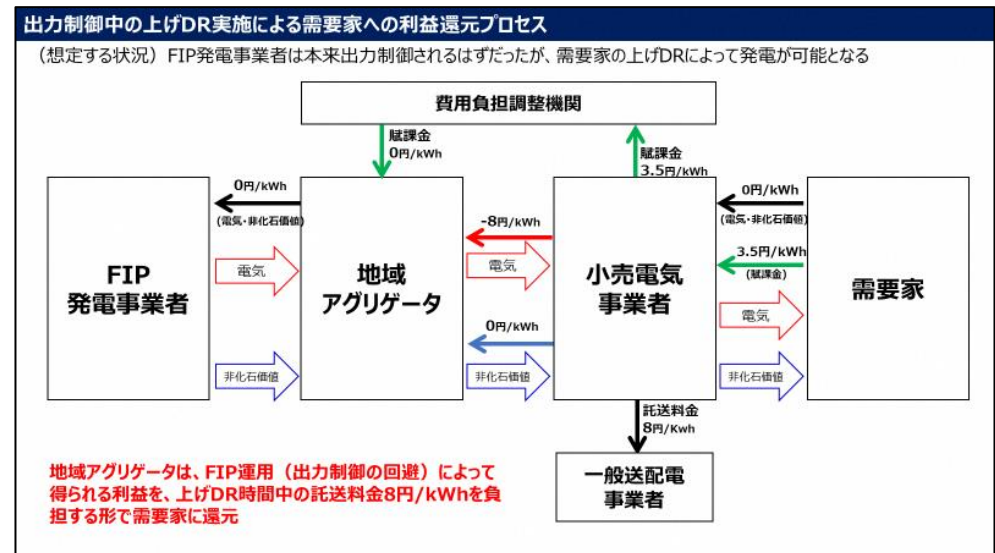 出力制御中の上げDR実施による需要家への利益還元プロセス
（想定する状況）FIP発電事業者は本来出力制御されるはずだったが、需要家の上げDRによって発電が可能となる
費用負担調整機関
賦課金
0円/kWh
賦課金
3.5円/kWh
0円/kWh
(電気・非化石価値)
-8円/kWh
0円/kWh
(電気・非化石価値)
3.5円/kWh
(賦課金)
FIP
発電事業者
電気
地域
アグリゲータ
電気
小売電気
事業者
電気
需要家
0円/kWh
非化石価値
非化石価値
非化石価値
託送料金
8円/Kwh
一般送配電
事業者
地域アグリゲータは、FIP運用（出力制御の回避）によって
得られる利益を、上げDR時間中の託送料金8円/kWhを負
担する形で需要家に還元